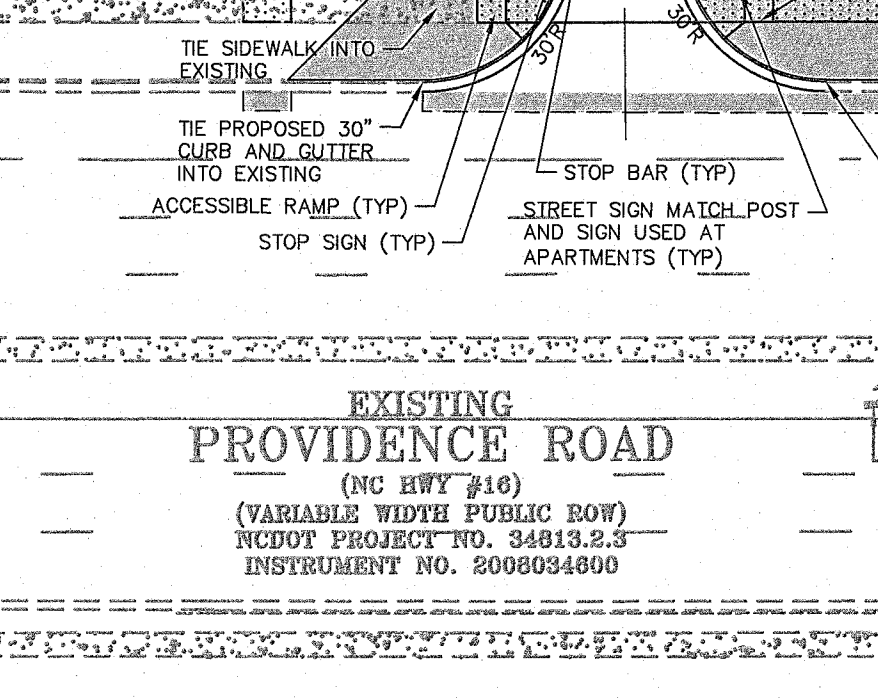 30'R
30'R
TIE SIDEWALK INTO
EXISTING
TIE PROPOSED 30"
CURB AND GUTTER
INTO EXISTING
ACCESSIBLE RAMP (TYP)
STOP SIGN (TYP)
STOP BAR (TYP)
STREET SIGN MATCH POST
AND SIGN USED AT
APARTMENTS (TYP)
EXISTING
PROVIDENCE ROAD
(NC HWY #16)
(VARIABLE WIDTH PUBLIC ROW)
NCDOT PROJECT NO. 34813.2.3
INSTRUMENT NO. 2008034600